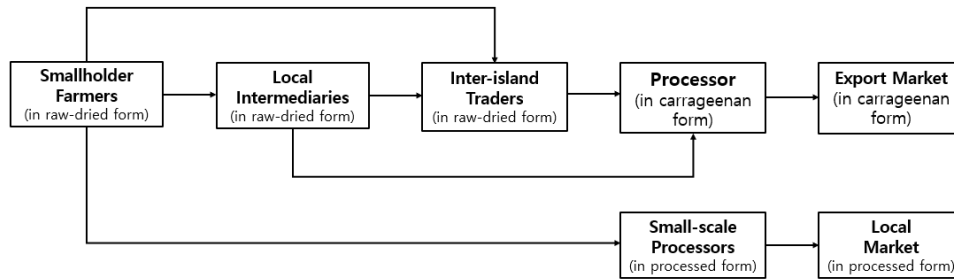 Smallholder
Farmers
(in raw-dried form)
Local
Intermediaries
(in raw-dried form)
Inter-island
Traders
(in raw-dried form)
Processor
(in carrageenan
form)
Export Market
(in carrageenan
form)
Small-scale
Processors
(in processed form)
Local
Market
(in processed form)